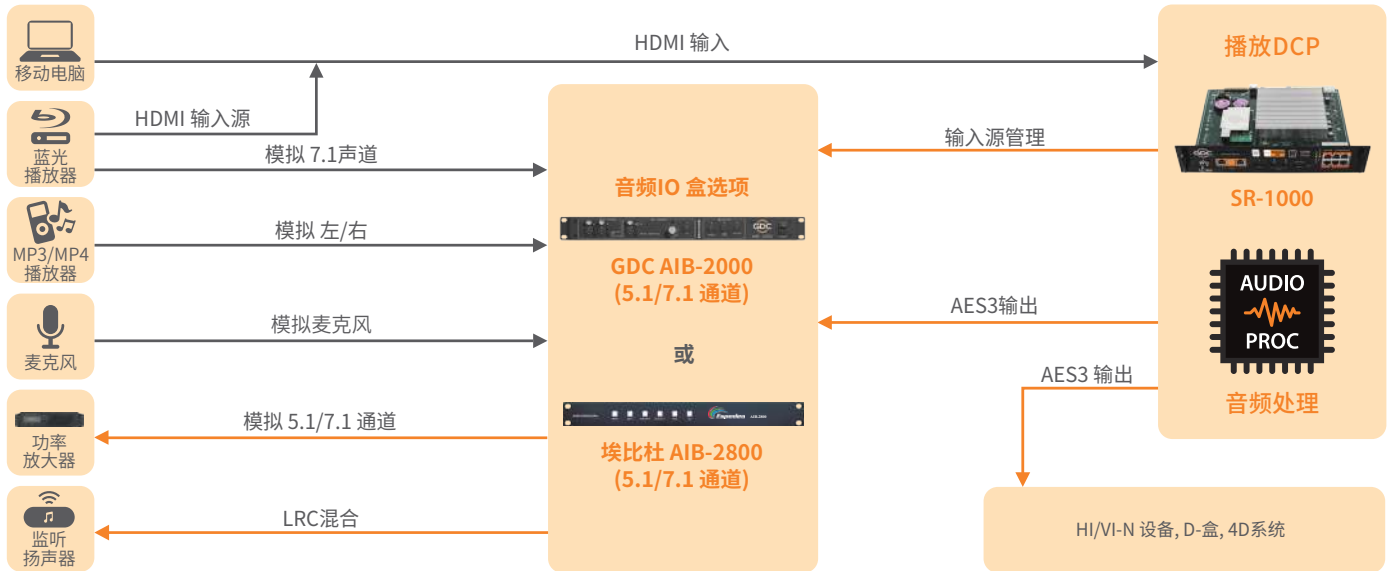 移动电脑
HDMI 输入
播放DCP
蓝光
播放器
HDMI 输入源
模拟 7.1声道
输入源管理
SR-1000
音频IO 盒选项
GDC
GDC AIB-2000
(5.1/7.1 通道)
MP3/MP4
播放器
模拟 左/右
麦克风
模拟麦克风
AES3输出
AUDIO
PROC
音频处理
或
AES3 输出
功率
放大器
模拟 5.1/7.1 通道
埃比杜 AIB-2800
(5.1/7.1 通道)
监听
扬声器
LRC混合
HI/VI-N 设备, D-盒, 4D系统